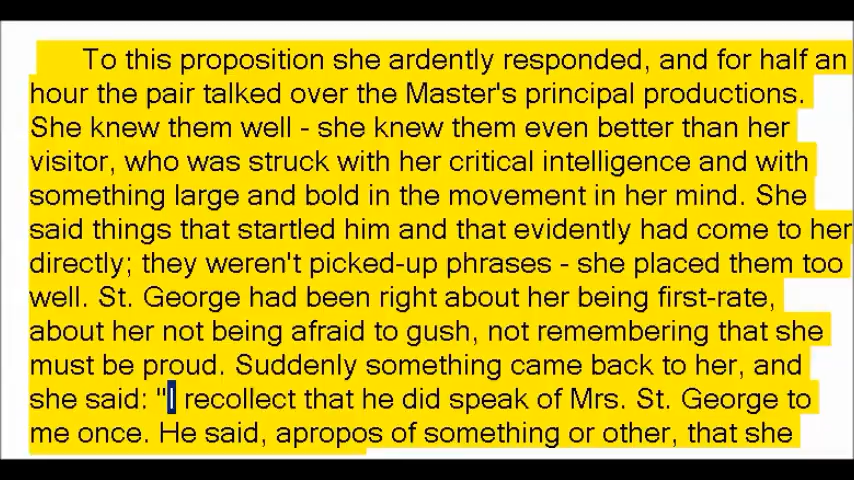 To this proposition she ardently responded, and for half an
hour the pair talked over the Master's principal productions.
She knew them well - she knew them even better than her
visitor, who was struck with her critical intelligence and with
something large and bold in the movement in her mind. She
said things that startled him and that evidently had come to her
directly; they weren't picked-up phrases - she placed them too
well. St. George had been right about her being first-rate,
about her not being afraid to gush, not remembering that she
must be proud. Suddenly something came back to her, and
she said: "I recollect that he did speak of Mrs. St. George to
me once. He said, apropos of something or other, that she